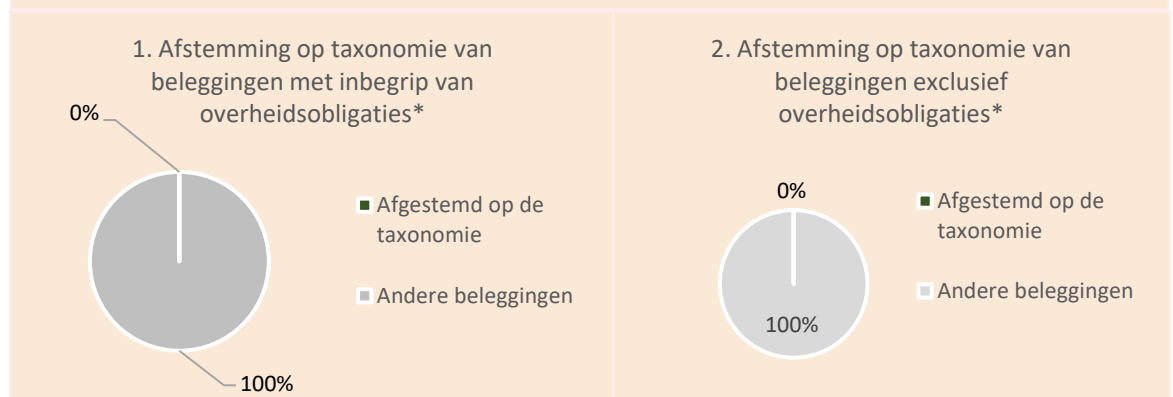 1. Afstemming op taxonomie van
beleggingen met inbegrip van
overheidsobligaties*
0%
Afgestemd op de
taxonomie
Andere beleggingen
100%
2. Afstemming op taxonomie van
beleggingen exclusief
overheidsobligaties*
0%
Afgestemd op de
taxonomie
Andere beleggingen
100%